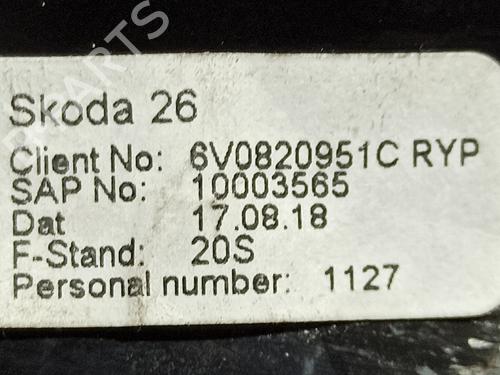 Skoda 26
Client No: 6V0820951C RYP
SAP No: 10003565
Dat 17.08.18
F-Stand: 20S
Personal number: 1127